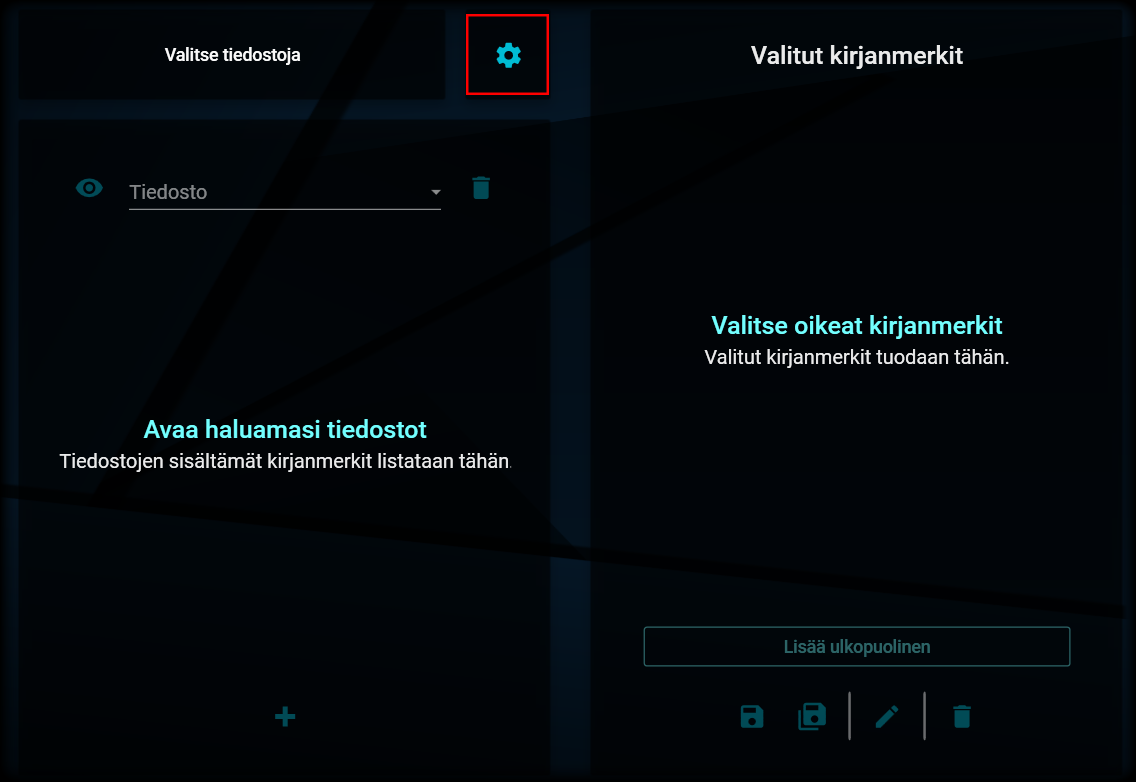 Valitse tiedostoja
Valitut kirjanmerkit
Tiedosto
Valitse oikeat kirjanmerkit
Valitut kirjanmerkit tuodaan tähän.
Avaa haluamasi tiedostot
Tiedostojen sisältämät kirjanmerkit listataan tähän.
Lisää ulkopuolinen